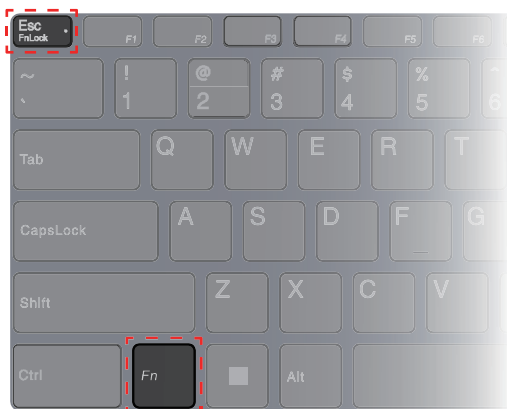 Esc
FnLock
F1 F2 F3 F4 F5 F6
~ ! @ # $ % ^
` 1 2 3 4 5 6
Tab Q W E R T
CapsLock A S D F G
Shift Z X C V
Ctrl Fn Alt